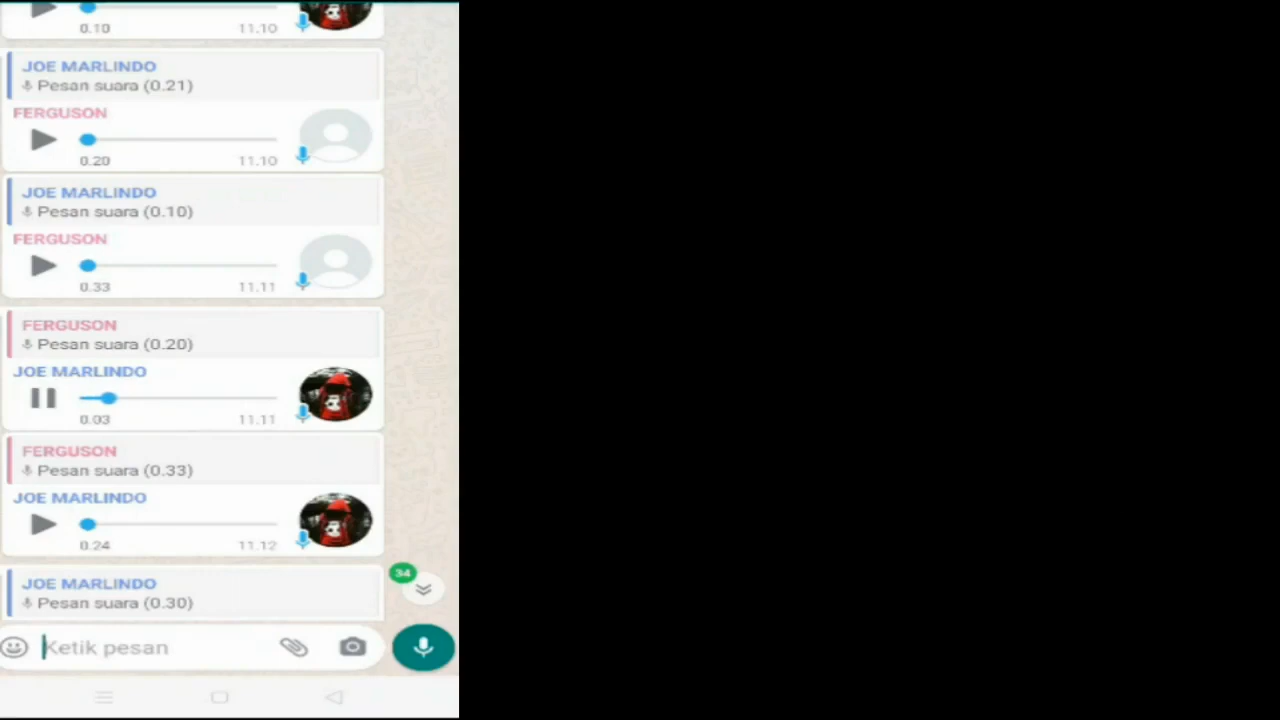 0.10 11.10
JOE MARLINDO
Pesan suara (0.21)
FERGUSON
0.20 11.10
JOE MARLINDO
Pesan suara (0.10)
FERGUSON
0.33 11.11
FERGUSON
Pesan suara (0.20)
JOE MARLINDO
0.03 11.11
FERGUSON
Pesan suara (0.33)
JOE MARLINDO
0.24 11.12
34
JOE MARLINDO
Pesan suara (0.30)
Ketik pesan